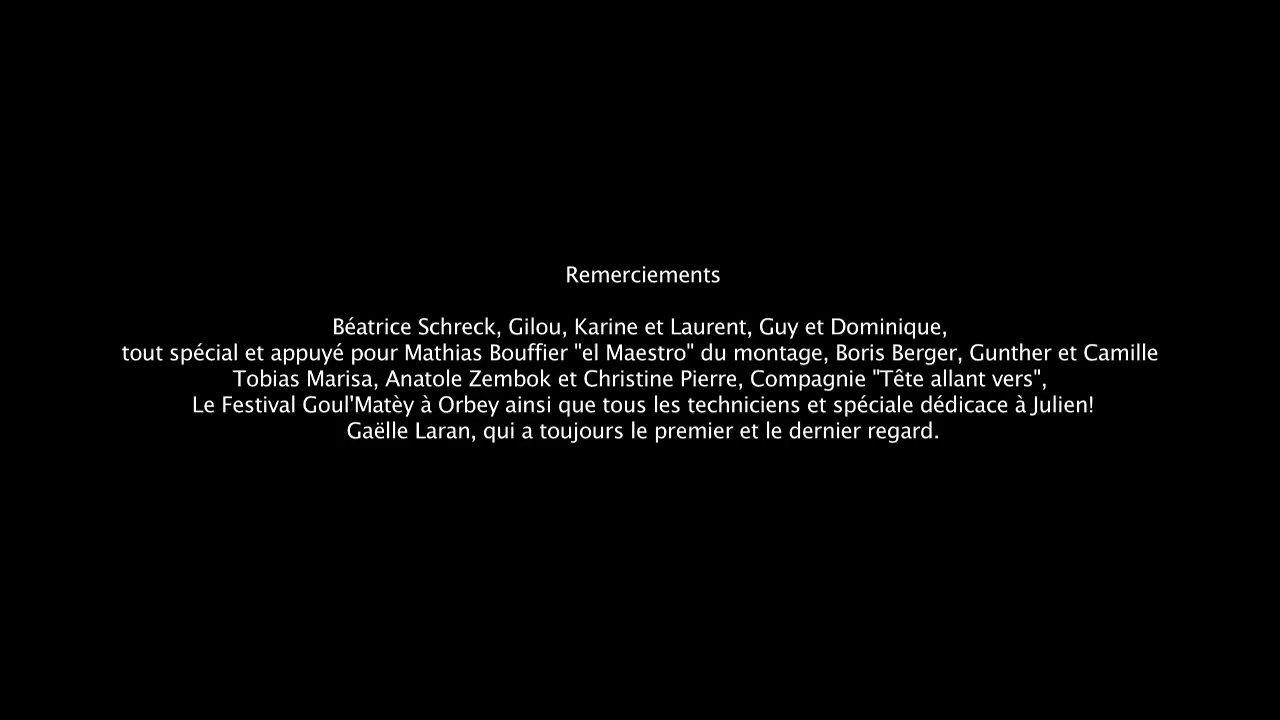 Remerciements
Béatrice Schreck, Gilou, Karine et Laurent, Guy et Dominique,
tout spécial et appuyé pour Mathias Bouffier "el Maestro" du montage, Boris Berger, Gunther et Camille
Tobias Marisa, Anatole Zembok et Christine Pierre, Compagnie "Tête allant vers",
Le Festival Goul'Matèy à Orbey ainsi que tous les techniciens et spéciale dédicace à Julien!
Gaëlle Laran, qui a toujours le premier et le dernier regard.